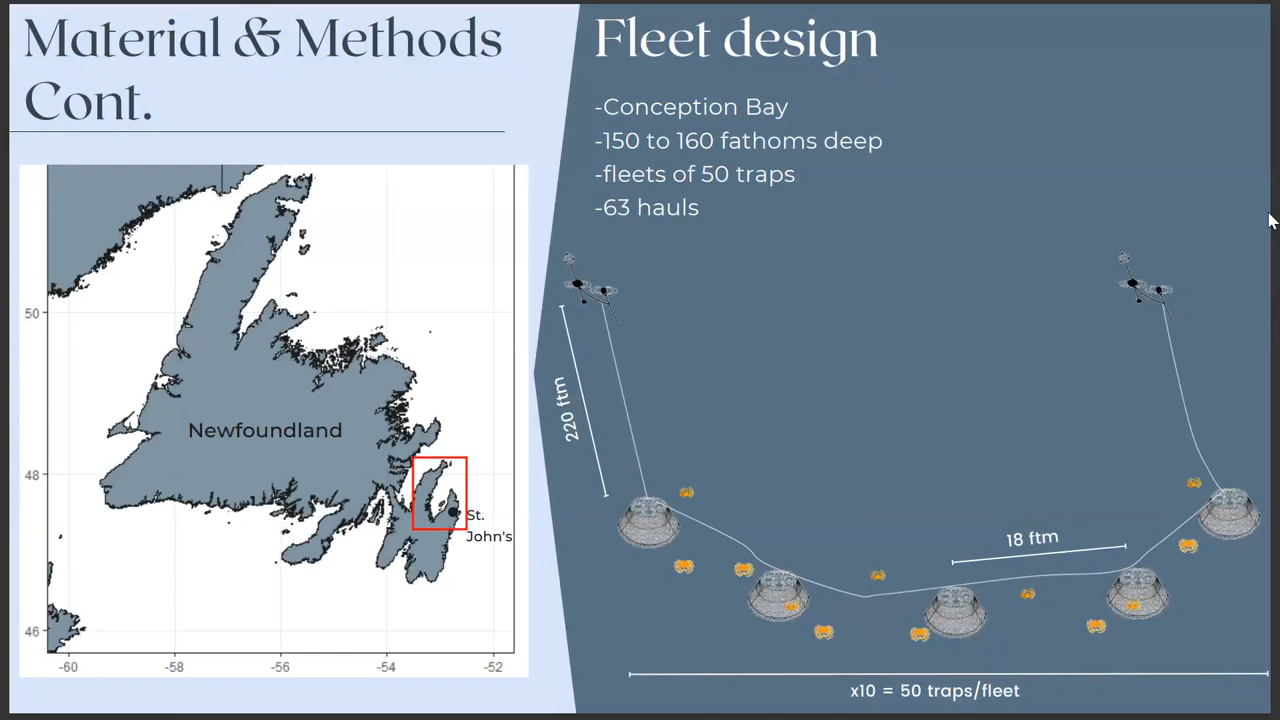 Material & Methods
Cont.
Fleet design
-Conception Bay
-150 to 160 fathoms deep
-fleets of 50 traps
-63 hauls
50
48
46
-60
-58
-56
-54
-52
Newfoundland
St.
John's
220 ftm
18 ftm
x10 = 50 traps/fleet